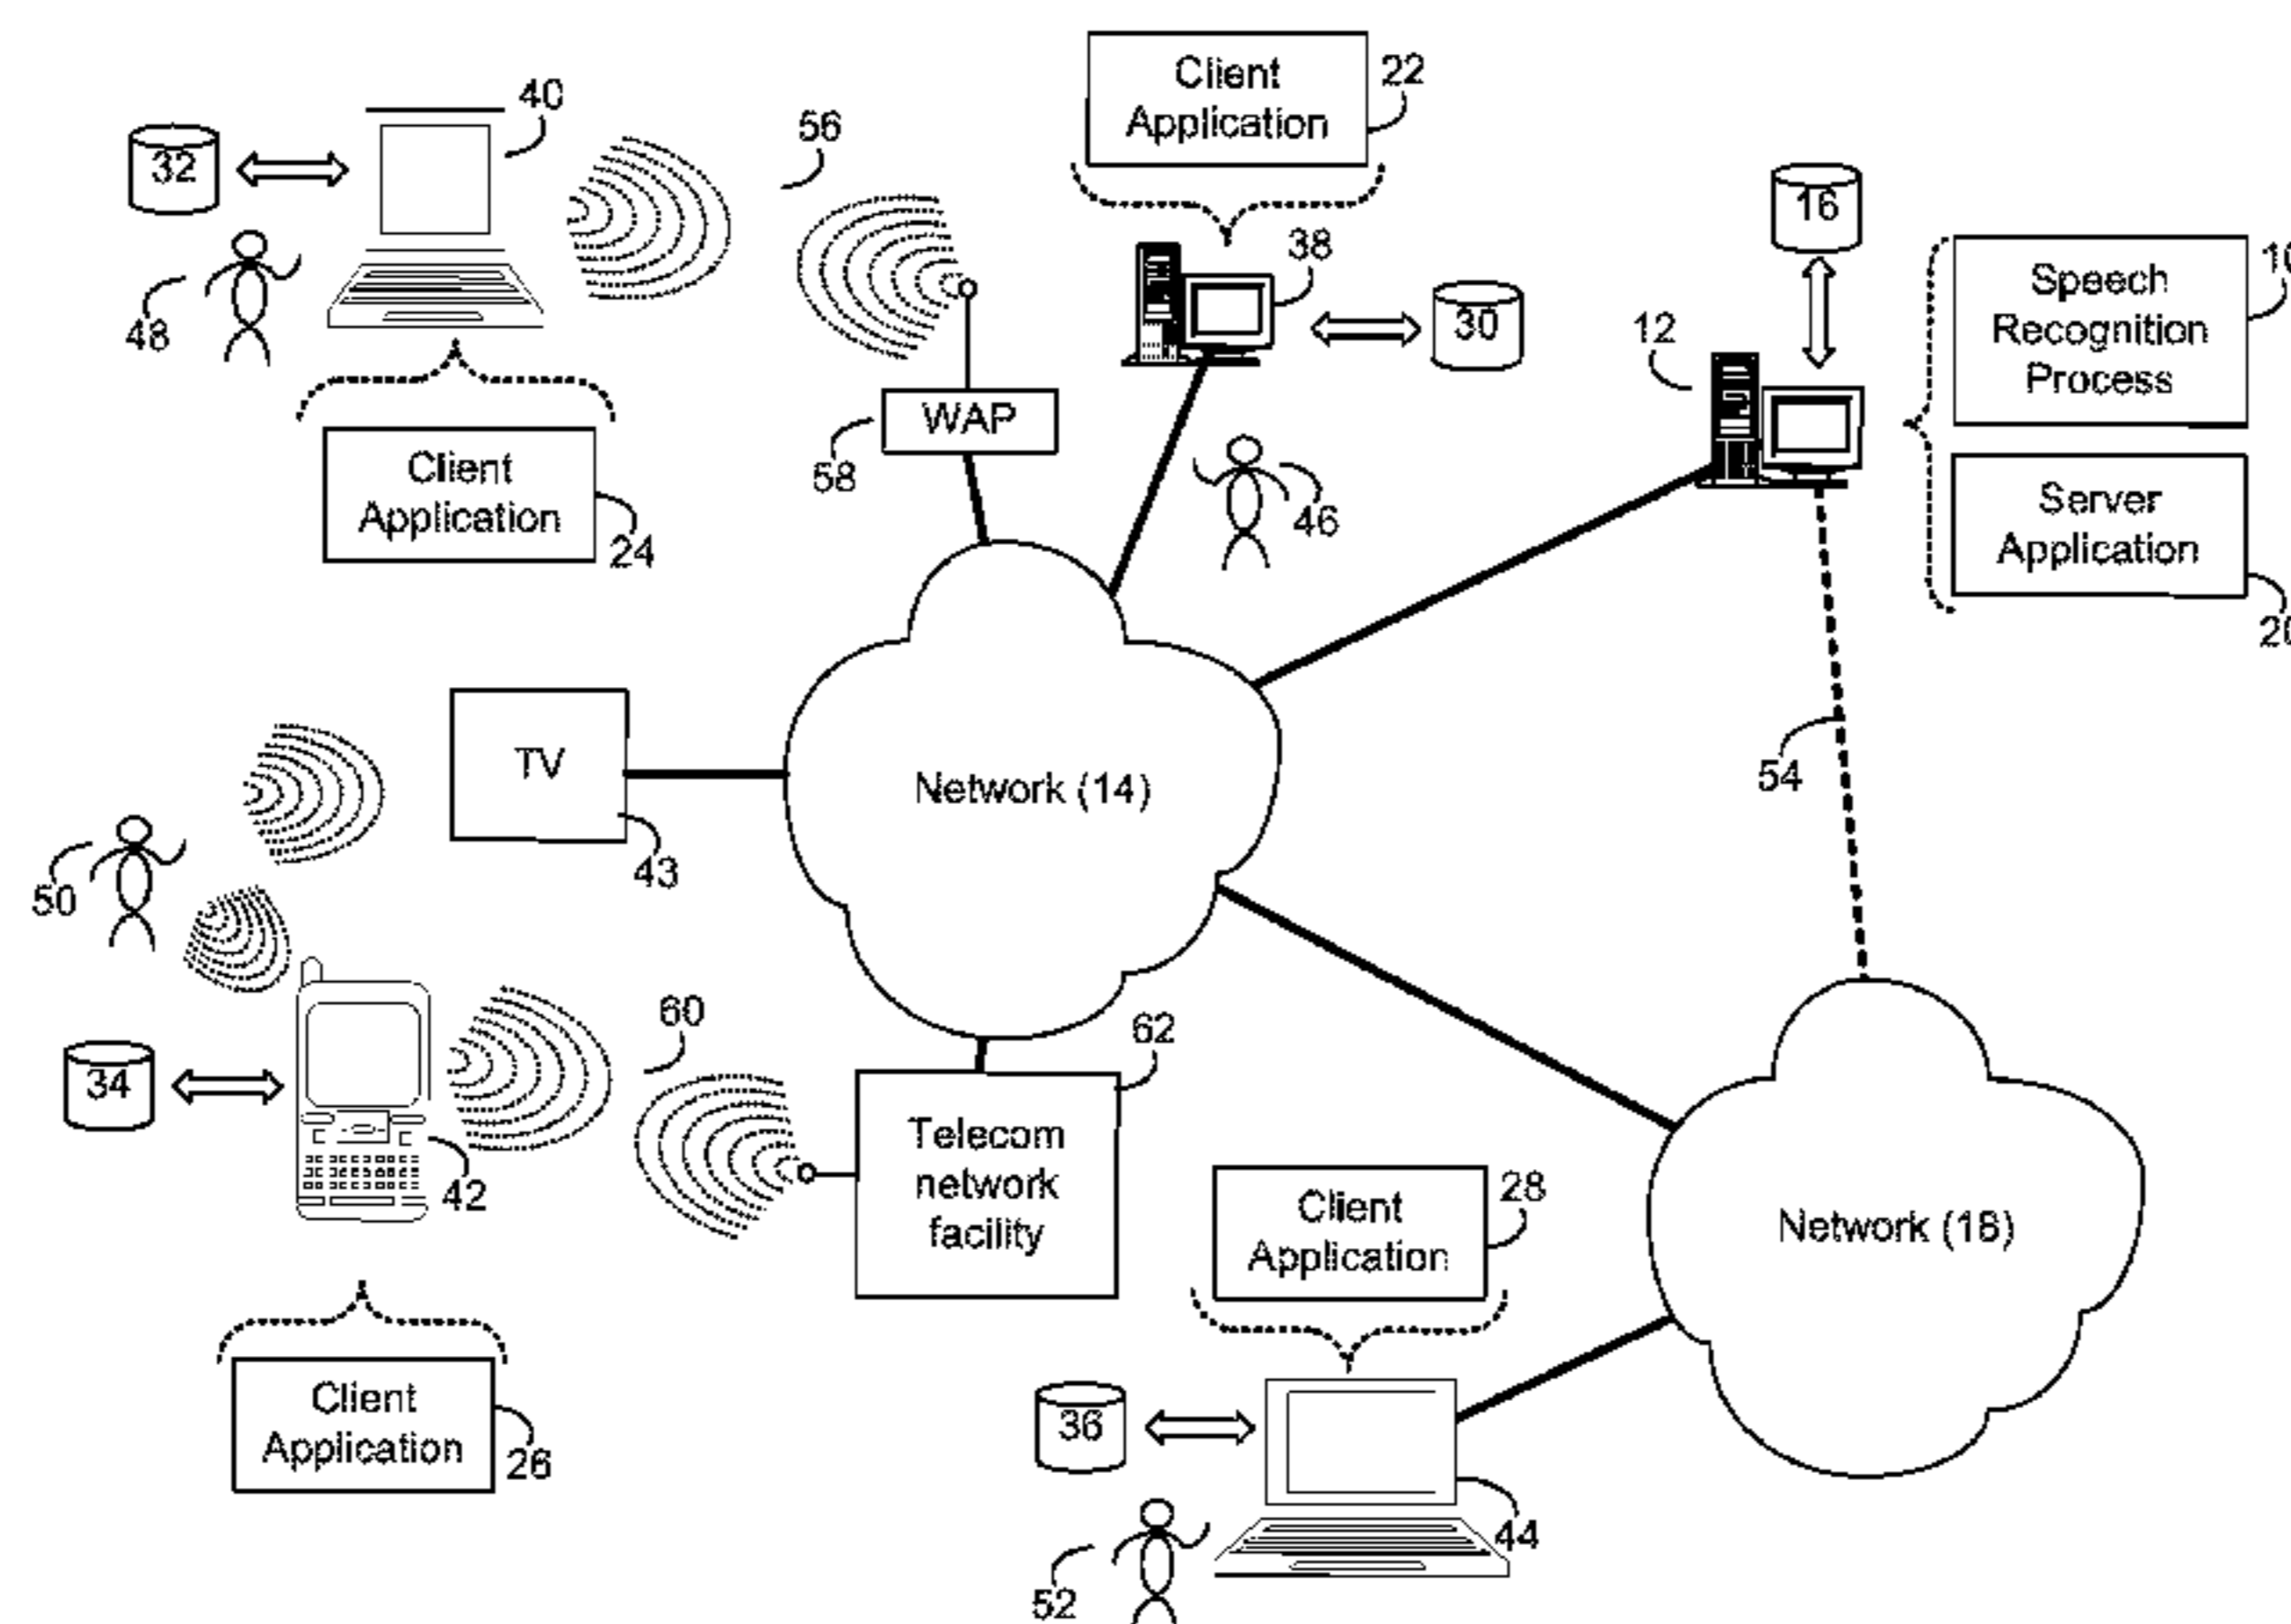 40
32
48
Client
Application
24
56
58
WAP
Client
Application
22
38
30
46
16
12
Speech
Recognition
Process
10
Server
Application
20
54
TV
43
Network (14)
50
34
42
60
62
Telecom
network
facility
Client
Application
26
Client
Application
28
36
44
52
Network (18)